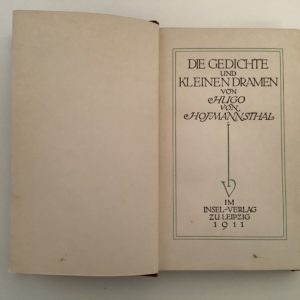 DIE GEDICHTE
UND
KLEINEN DRAMEN
VON
HUGO
VON
HOFMANNSTHAL
IM
INSEL-VERLAG
ZU LEIPZIG
1911